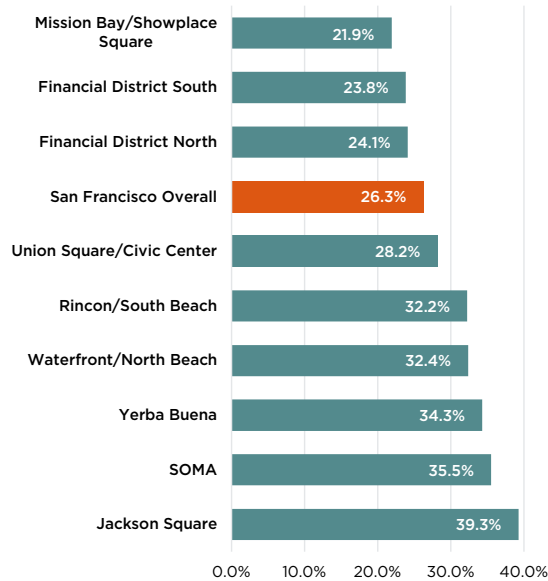 Mission Bay/Showplace
Square
21.9%
Financial District South
23.8%
Financial District North
24.1%
San Francisco Overall
26.3%
Union Square/Civic Center
28.2%
Rincon/South Beach
32.2%
Waterfront/North Beach
32.4%
Yerba Buena
34.3%
SOMA
35.5%
Jackson Square
39.3%
0.0% 10.0% 20.0% 30.0% 40.0%